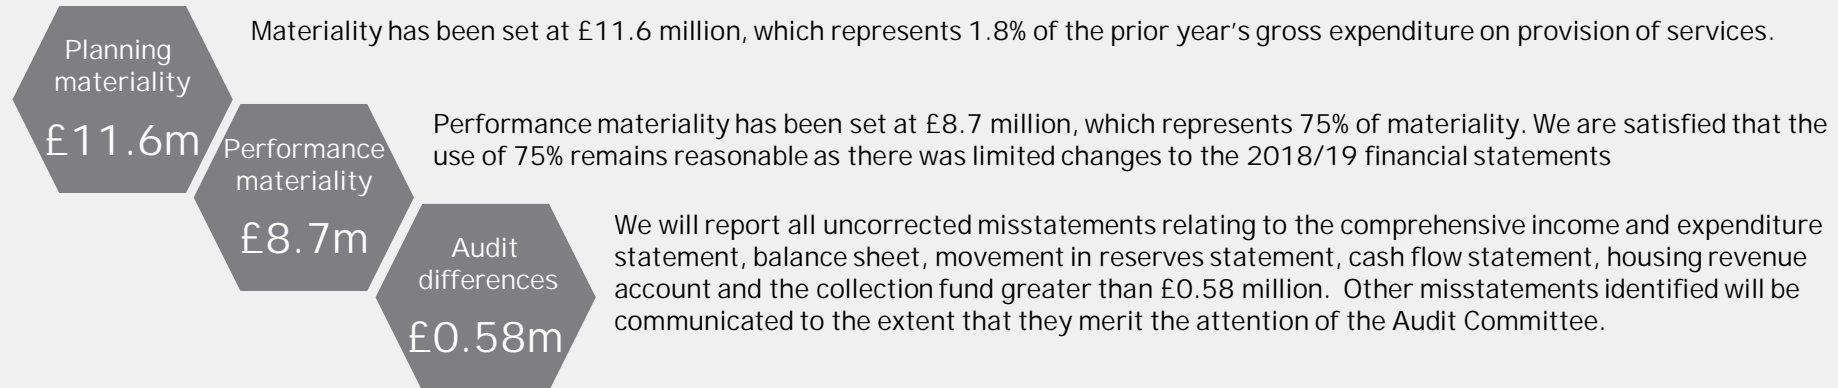 Planning
materiality
£11.6m
Materiality has been set at £11.6 million, which represents 1.8% of the prior year's gross expenditure on provision of services.
Performance
materiality
£8.7m
Performance materiality has been set at £8.7 million, which represents 75% of materiality. We are satisfied that the
use of 75% remains reasonable as there was limited changes to the 2018/19 financial statements
Audit
differences
£0.58m
We will report all uncorrected misstatements relating to the comprehensive income and expenditure
statement, balance sheet, movement in reserves statement, cash flow statement, housing revenue
account and the collection fund greater than £0.58 million.  Other misstatements identified will be
communicated to the extent that they merit the attention of the Audit Committee.